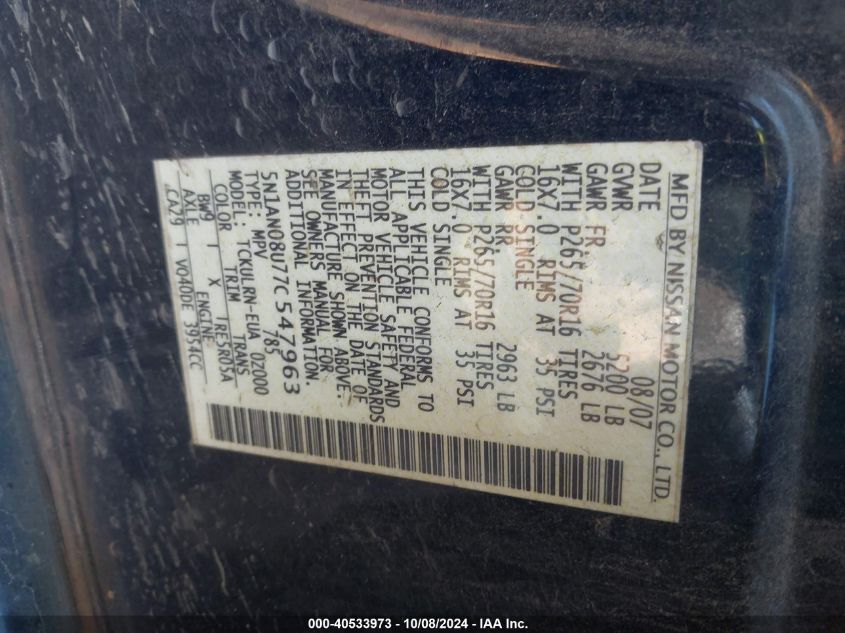 MFD BY NISSAN MOTOR CO., LTD.
DATE 08/07
GVWR 5200 LB
GAWR FR 2676 LB
WITH P265/70R16 TIRES
16X7.0 RIMS AT 35 PSI
COLD SINGLE
GAWR RR 2963 LB
WITH P265/70R16 TIRES
16X7.0 RIMS AT 35 PSI
COLD SINGLE
THIS VEHICLE CONFORMS TO
ALL APPLICABLE FEDERAL
MOTOR VEHICLE SAFETY AND
THEFT PREVENTION STANDARDS
IN EFFECT ON THE DATE OF
MANUFACTURE SHOWN ABOVE.
SEE OWNERS MANUAL FOR
ADDITIONAL INFORMATION.
785
5N1AN08U77C547963
TYPE: MPV
MODEL: TCKULRN-EUA 02000
COLOR TRIM TRANS
BW9 I X TRE5R05A
AXLE ENGINE
CA29 VQ40DE 3954CC
000-40533973 - 10/08/2024 - IAA Inc.